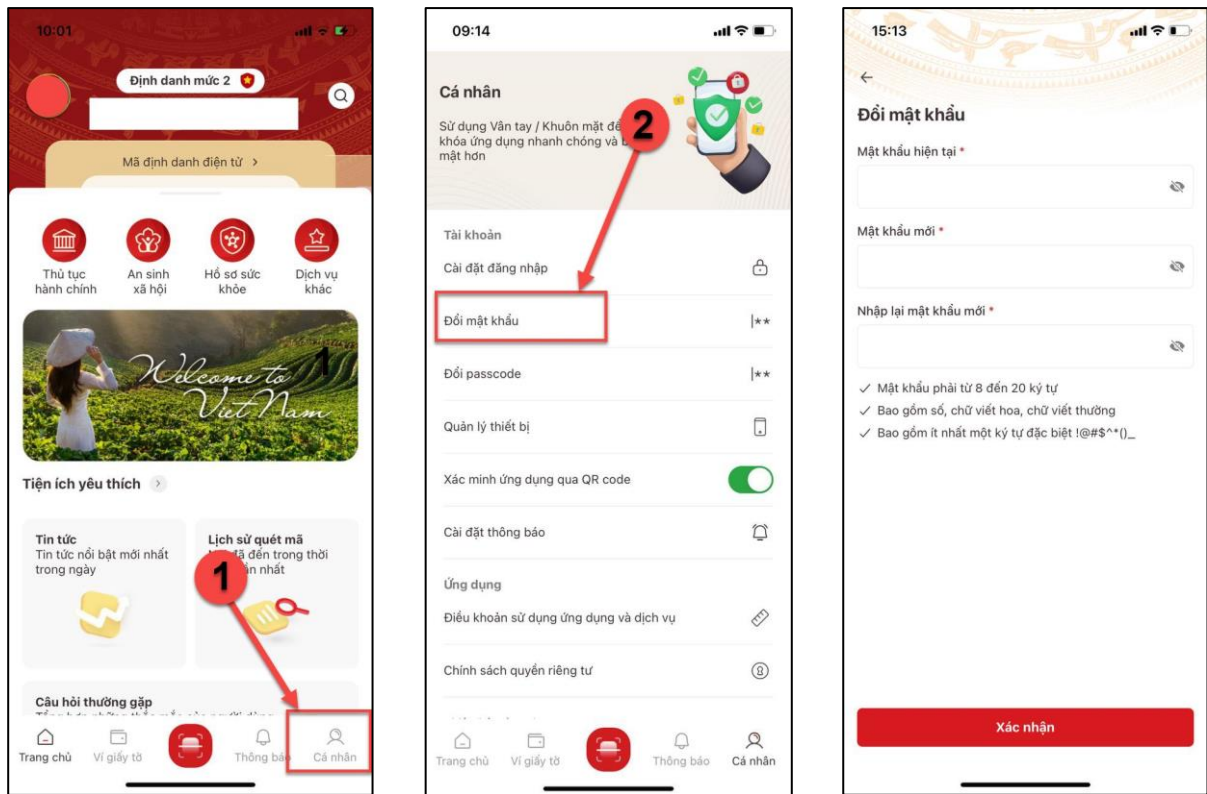 10:01
Định danh mức 2
Mã định danh điện tử >
Thủ tục
hành chính
An sinh
xã hội
Hồ sơ sức
khỏe
Dịch vụ
khác
Welcome to
Việt Nam
1
Tiện ích yêu thích >
Tin tức
Tin tức nổi bật mới nhất
trong ngày
Lịch sử quét mã
đã đến trong thời
nhất
1
Câu hỏi thường gặp
Trang chủ
Ví giấy tờ
Thông báo
Cá nhân
09:14
Cá nhân
Sử dụng Vân tay / Khuôn mặt để
khóa ứng dụng nhanh chóng và
mật hơn
2
Tài khoản
Cài đặt đăng nhập
Đổi mật khẩu
|**
Đổi passcode
|**
Quản lý thiết bị
Xác minh ứng dụng qua QR code
Cài đặt thông báo
Ứng dụng
Điều khoản sử dụng ứng dụng và dịch vụ
Chính sách quyền riêng tư
Trang chủ
Ví giấy tờ
Thông báo
Cá nhân
15:13
←
Đổi mật khẩu
Mật khẩu hiện tại *
Mật khẩu mới *
Nhập lại mật khẩu mới *
✓ Mật khẩu phải từ 8 đến 20 ký tự
✓ Bao gồm số, chữ viết hoa, chữ viết thường
✓ Bao gồm ít nhất một ký tự đặc biệt !@#$^*()_
Xác nhận